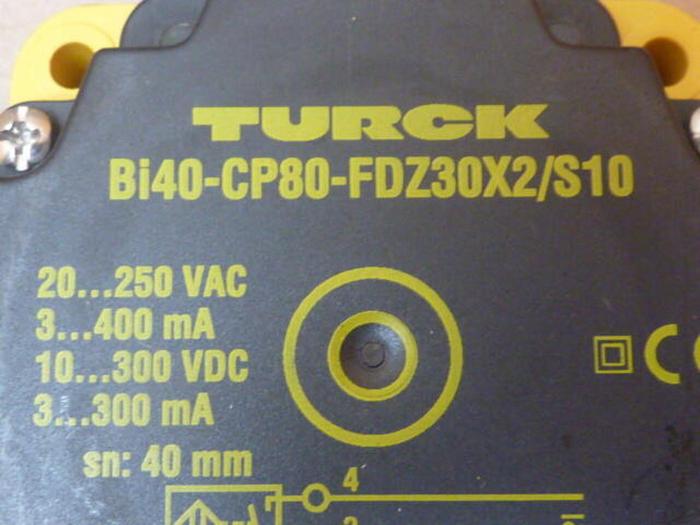 TURCK
Bi40-CP80-FDZ30X2/S10
20...250 VAC
3...400 mA
10...300 VDC
3...300 mA
sn: 40 mm
4